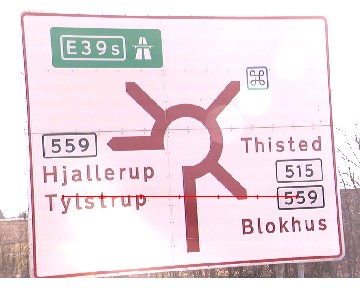 E39s
559
Hjallerup
Tylstrup
Thisted
515
559
Blokhus